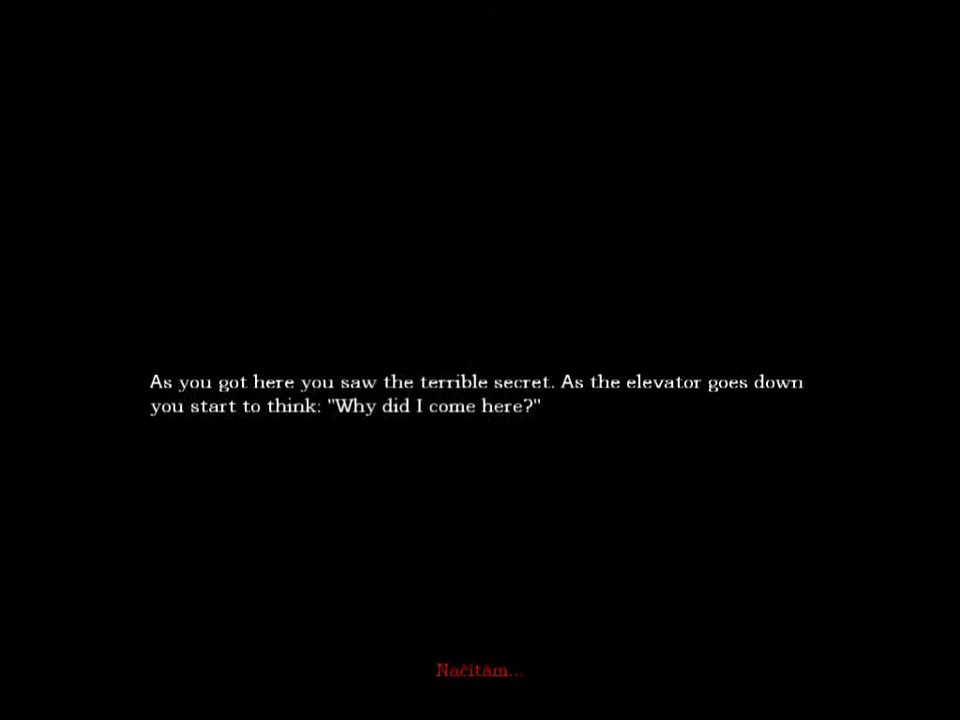 As you got here you saw the terrible secret. As the elevator goes down
you start to think: "Why did I come here?"
Načítám...